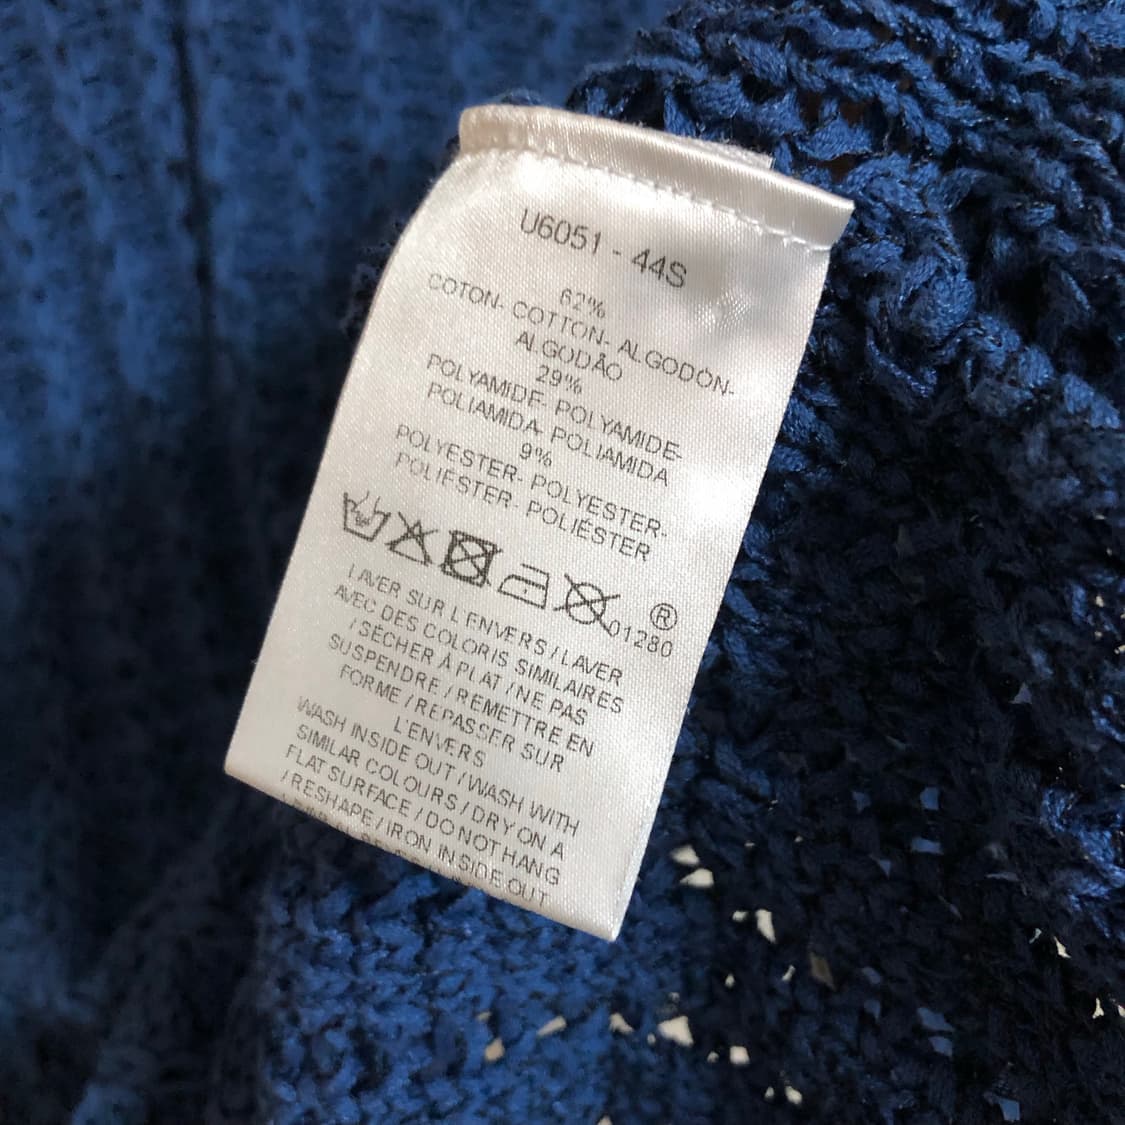 U6051 - 44S
62%
COTON- COTTON- ALGODÓN-
ALGODÃO
29%
POLYAMIDE- POLYAMIDE-
POLIAMIDA- POLIAMIDA
9%
POLYESTER- POLYESTER-
POLIÉSTER- POLIÉSTER
®
01280
LAVER SUR L'ENVERS / LAVER
AVEC DES COLORIS SIMILAIRES
/ SÉCHER À PLAT / NE PAS
SUSPENDRE / REMETTRE EN
FORME / REPASSER SUR
L'ENVERS
WASH INSIDE OUT / WASH WITH
SIMILAR COLOURS / DRY ON A
FLAT SURFACE / DO NOT HANG
/ RESHAPE / IRON INSIDE OUT